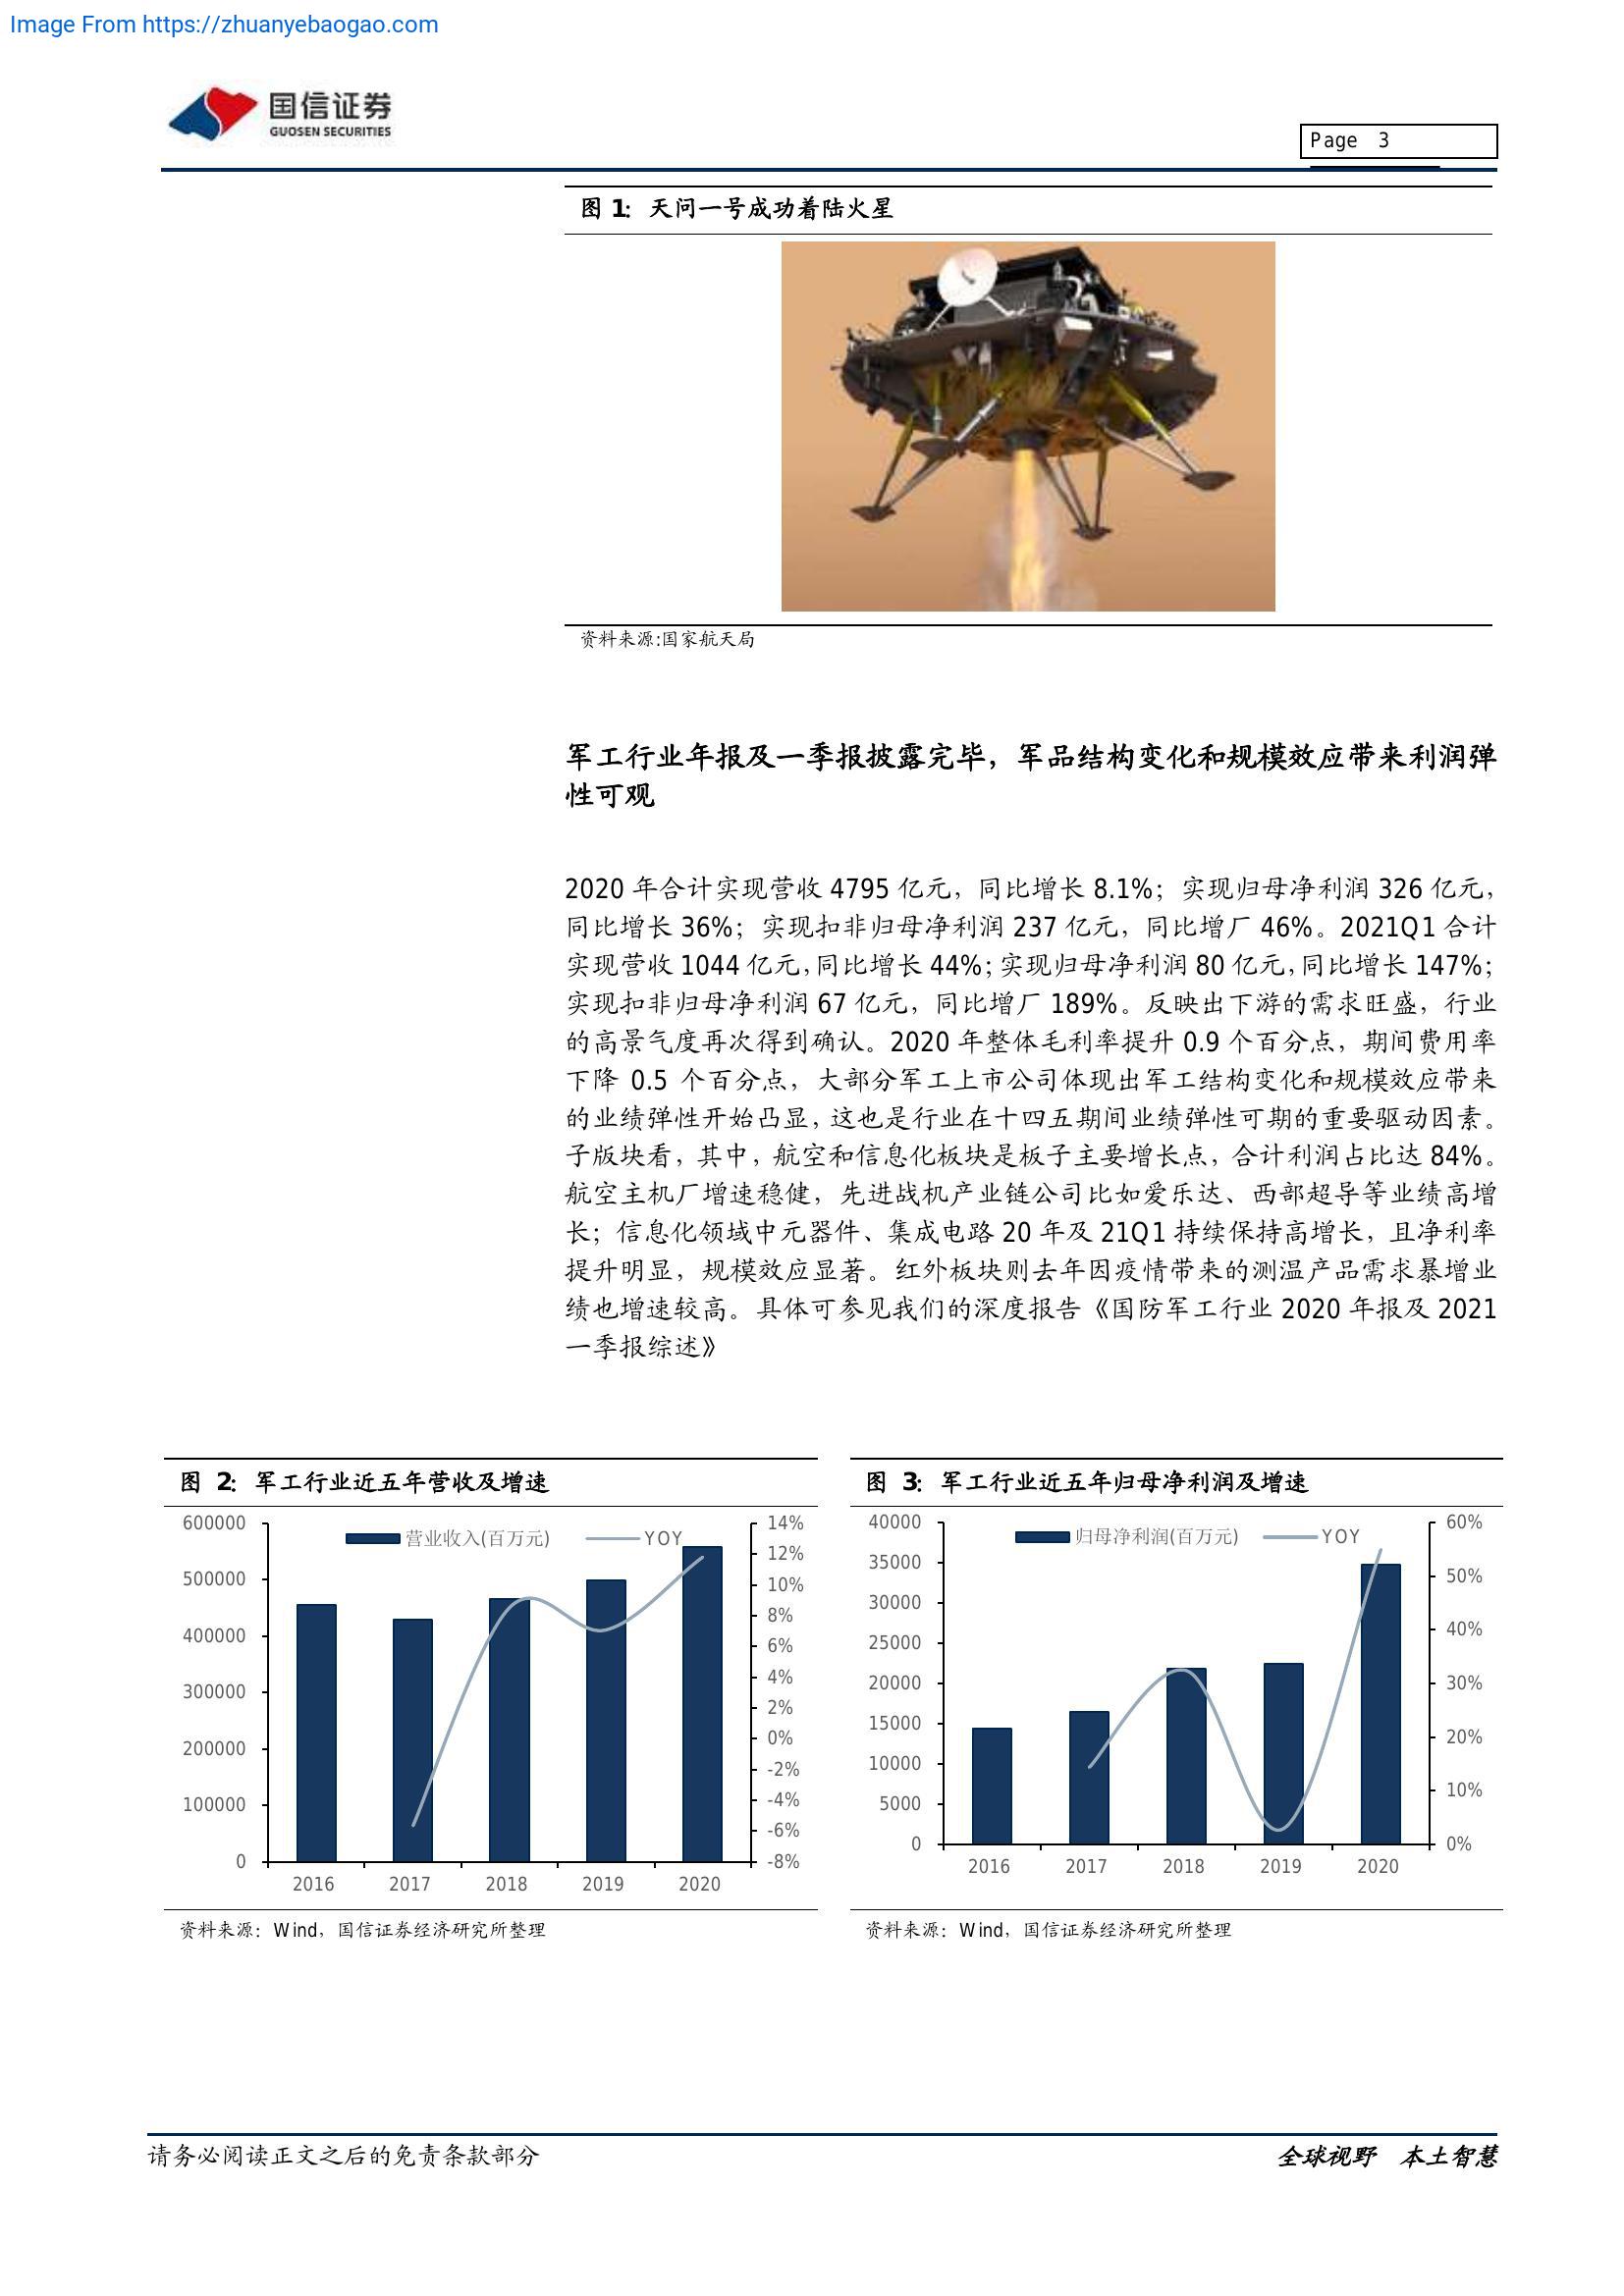 Image From https://zhuanyebaogao.com
国信证券
GUOSEN SECURITIES
Page 3
图 1：天问一号成功着陆火星
资料来源:国家航天局
军工行业年报及一季报披露完毕，军品结构变化和规模效应带来利润弹
性可观
2020 年合计实现营收 4795 亿元，同比增长 8.1%；实现归母净利润 326 亿元，
同比增长 36%；实现扣非归母净利润 237 亿元，同比增厂 46%。2021Q1 合计
实现营收 1044 亿元，同比增长 44%；实现归母净利润 80 亿元，同比增长 147%；
实现扣非归母净利润 67 亿元，同比增厂 189%。反映出下游的需求旺盛，行业
的高景气度再次得到确认。2020 年整体毛利率提升 0.9 个百分点，期间费用率
下降 0.5 个百分点，大部分军工上市公司体现出军工结构变化和规模效应带来
的业绩弹性开始凸显，这也是行业在十四五期间业绩弹性可期的重要驱动因素。
子版块看，其中，航空和信息化板块是板子主要增长点，合计利润占比达 84%。
航空主机厂增速稳健，先进战机产业链公司比如爱乐达、西部超导等业绩高增
长；信息化领域中元器件、集成电路 20 年及 21Q1 持续保持高增长，且净利率
提升明显，规模效应显著。红外板块则去年因疫情带来的测温产品需求暴增业
绩也增速较高。具体可参见我们的深度报告《国防军工行业 2020 年报及 2021
一季报综述》
图 2：军工行业近五年营收及增速
营业收入(百万元) YOY
600000
500000
400000
300000
200000
100000
0
14%
12%
10%
8%
6%
4%
2%
0%
-2%
-4%
-6%
-8%
2016 2017 2018 2019 2020
资料来源：Wind，国信证券经济研究所整理
图 3：军工行业近五年归母净利润及增速
归母净利润(百万元) YOY
40000
35000
30000
25000
20000
15000
10000
5000
0
60%
50%
40%
30%
20%
10%
0%
2016 2017 2018 2019 2020
资料来源：Wind，国信证券经济研究所整理
请务必阅读正文之后的免责条款部分
全球视野 本土智慧